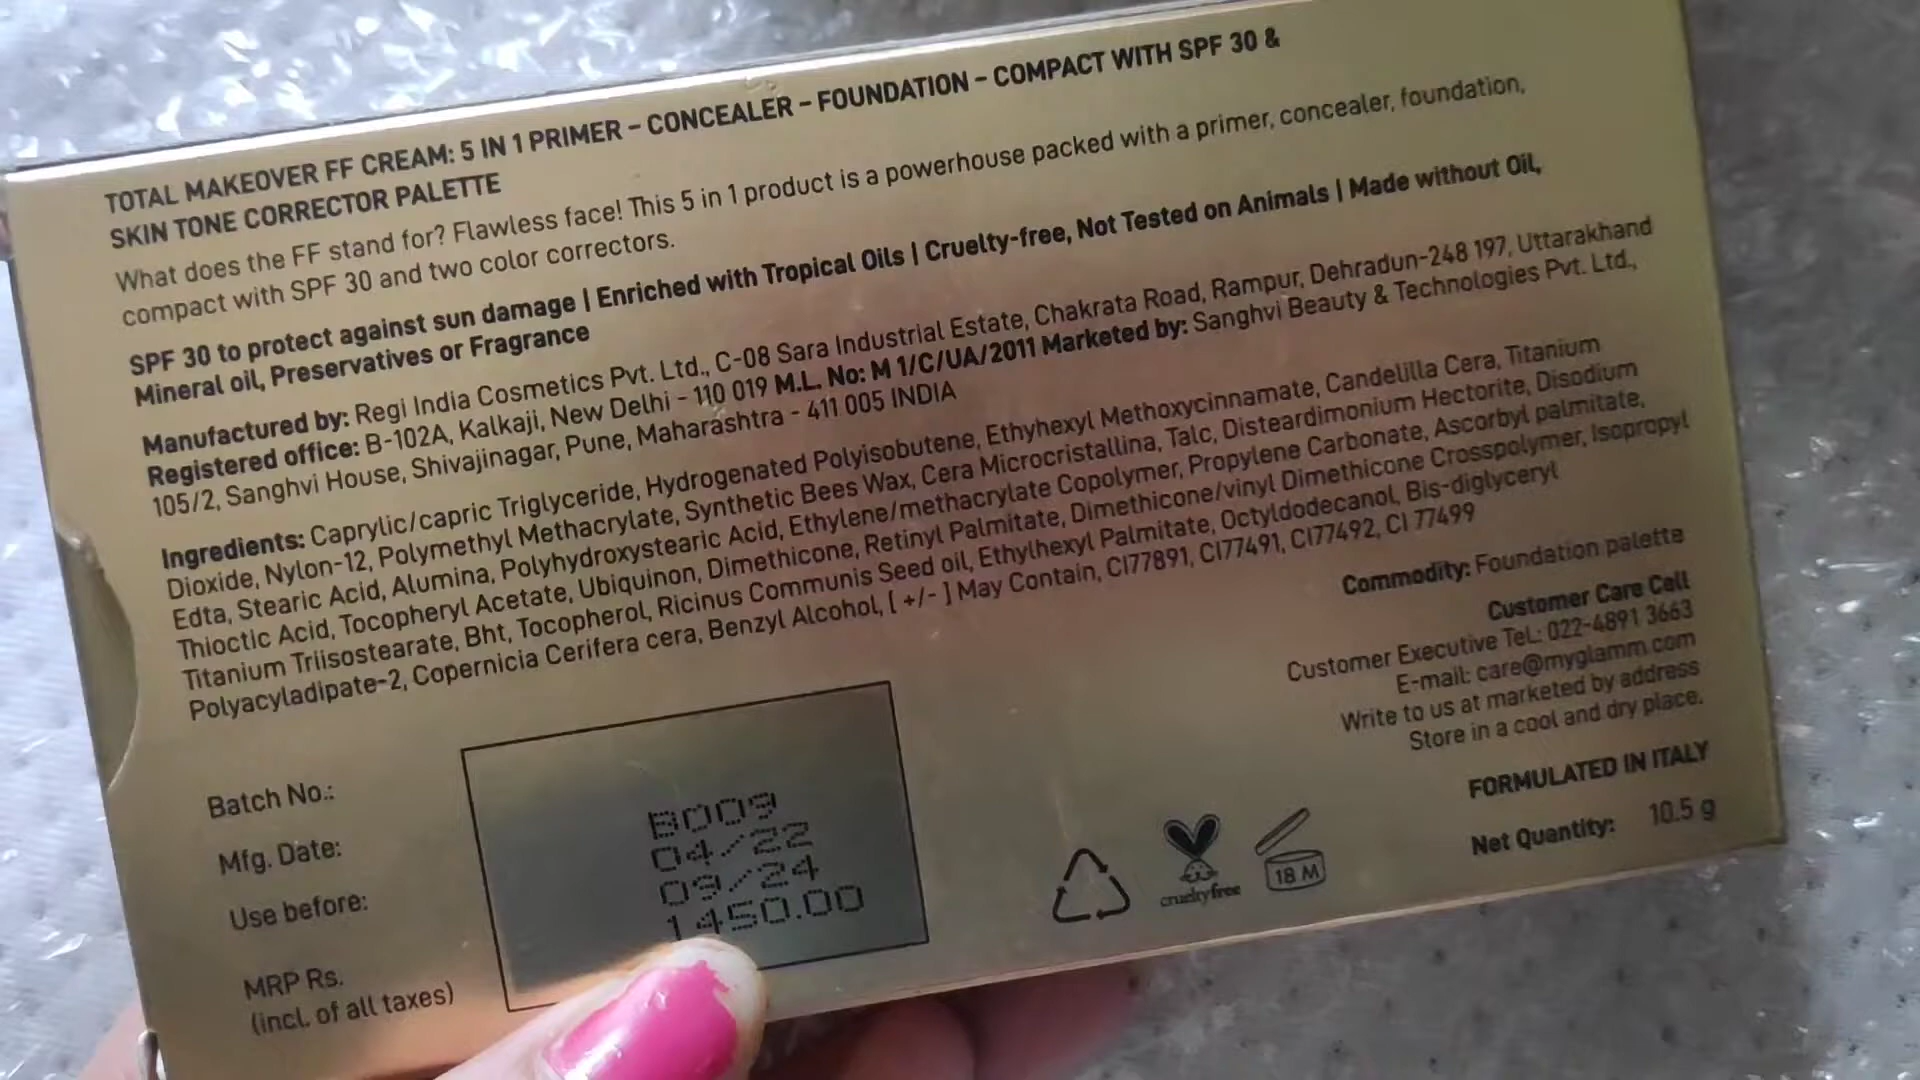 TOTAL MAKEOVER FF CREAM: 5 IN 1 PRIMER – CONCEALER – FOUNDATION – COMPACT WITH SPF 30 &
SKIN TONE CORRECTOR PALETTE
What does the FF stand for? Flawless face! This 5 in 1 product is a powerhouse packed with a primer, concealer, foundation,
compact with SPF 30 and two color correctors.
SPF 30 to protect against sun damage | Enriched with Tropical Oils | Cruelty-free, Not Tested on Animals | Made without Oil,
Mineral oil, Preservatives or Fragrance
Manufactured by: Regi India Cosmetics Pvt. Ltd., C-08 Sara Industrial Estate, Chakrata Road, Rampur, Dehradun-248 197, Uttarakhand
Registered office: B-102A, Kalkaji, New Delhi - 110 019 M.L. No: M 1/C/UA/2011 Marketed by: Sanghvi Beauty & Technologies Pvt. Ltd.,
105/2, Sanghvi House, Shivajinagar, Pune, Maharashtra - 411 005 INDIA
Ingredients: Caprylic/capric Triglyceride, Hydrogenated Polyisobutene, Ethyhexyl Methoxycinnamate, Candelilla Cera, Titanium
Dioxide, Nylon-12, Polymethyl Methacrylate, Synthetic Bees Wax, Cera Microcristallina, Talc, Disteardimonium Hectorite, Disodium
Edta, Stearic Acid, Alumina, Polyhydroxystearic Acid, Ethylene/methacrylate Copolymer, Propylene Carbonate, Ascorbyl palmitate,
Thioctic Acid, Tocopheryl Acetate, Ubiquinon, Dimethicone, Retinyl Palmitate, Dimethicone/vinyl Dimethicone Crosspolymer, Isopropyl
Titanium Triisostearate, Bht, Tocopherol, Ricinus Communis Seed oil, Ethylhexyl Palmitate, Octyldodecanol, Bis-diglyceryl
Polyacyladipate-2, Copernicia Cerifera cera, Benzyl Alcohol, [ +/- ] May Contain, CI77891, CI77491, CI77492, CI 77499
Commodity: Foundation palette
Customer Care Cell
Customer Executive TeL: 022-4891 3663
E-mail: care@myglamm.com
Write to us at marketed by address
Store in a cool and dry place.
FORMULATED IN ITALY
Net Quantity: 10.5 g
Batch No.: B009
Mfg. Date: 04/22
Use before: 09/24
MRP Rs. 1450.00
(incl. of all taxes)
crueltyfree
18 M